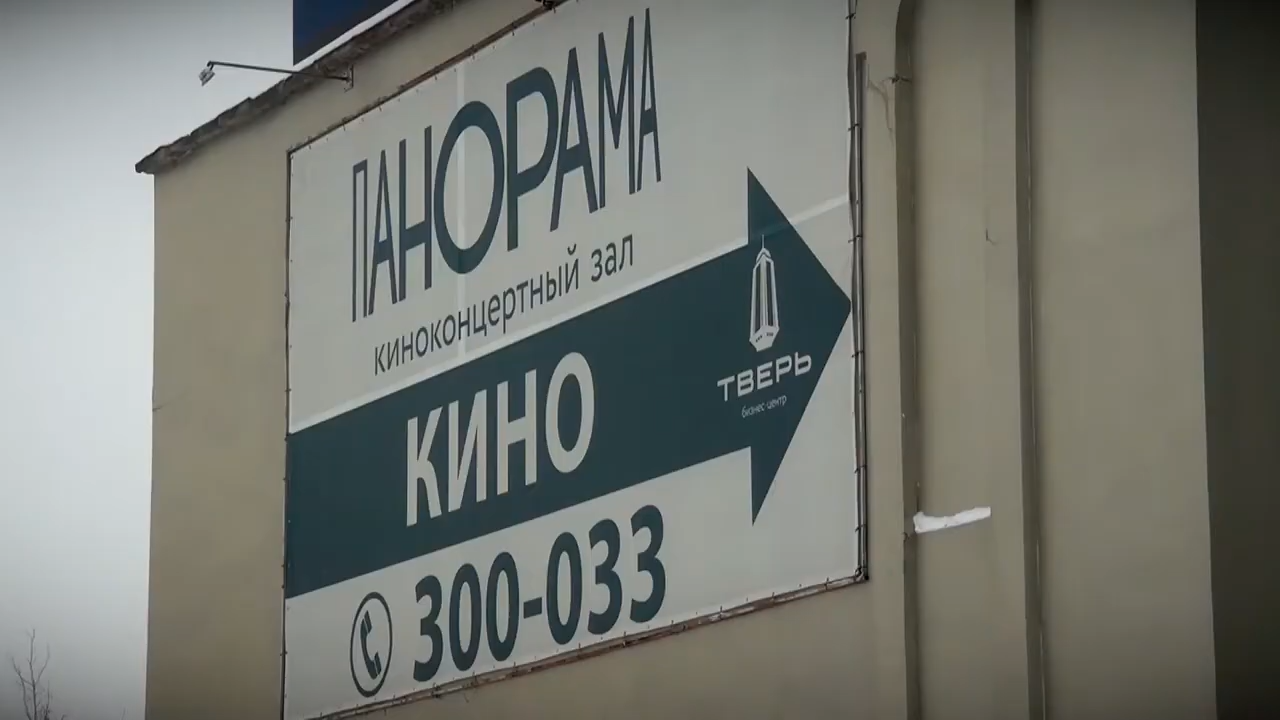 ПАНОРАМА
киноконцертный зал
КИНО
ТВЕРЬ
бизнес-центр
300-033